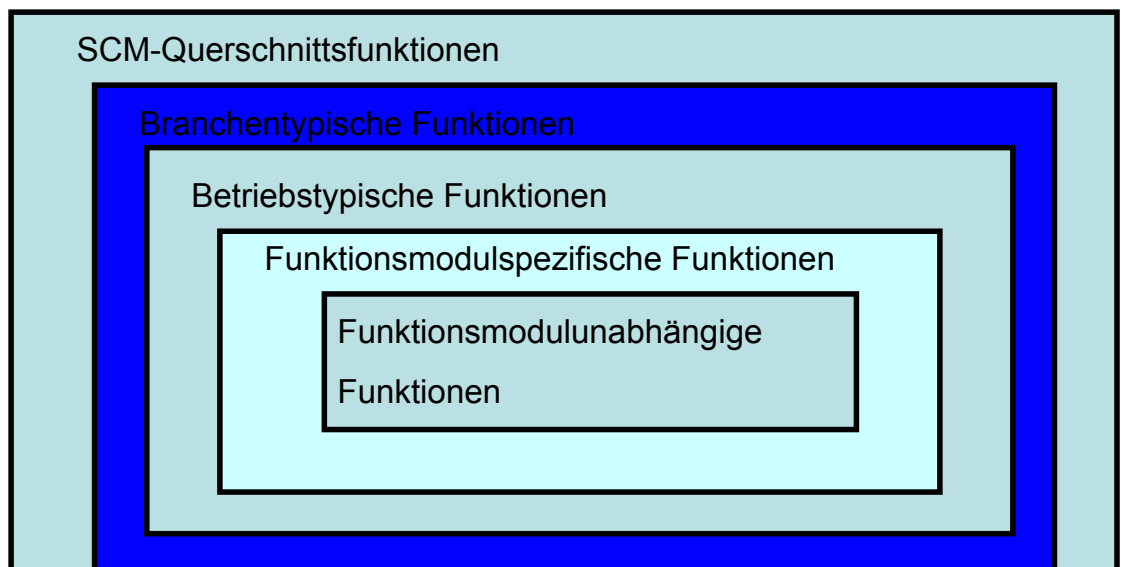 SCM-Querschnittsfunktionen
Branchentypische Funktionen
Betriebstypische Funktionen
Funktionsmodulspezifische Funktionen
Funktionsmodulunabhängige
Funktionen